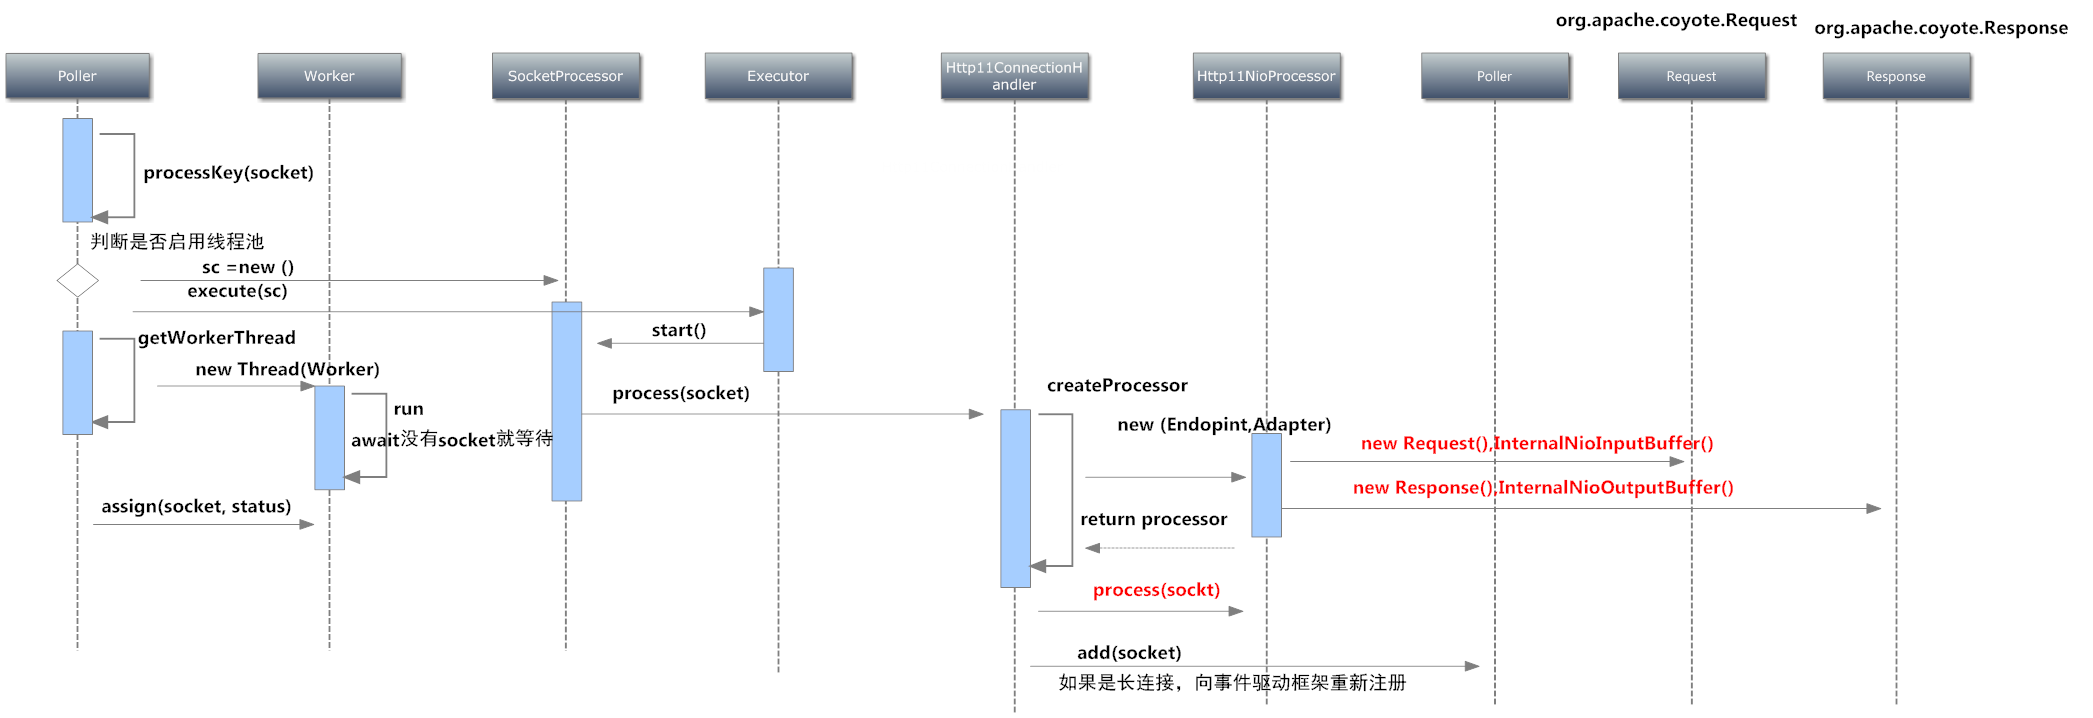 org.apache.coyote.Request
org.apache.coyote.Response
Poller
Worker
SocketProcessor
Executor
Http11ConnectionH
andler
Http11NioProcessor
Poller
Request
Response
processKey(socket)
判断是否启用线程池
sc =new ()
execute(sc)
start()
getWorkerThread
new Thread(Worker)
run
await没有socket就等待
assign(socket, status)
process(socket)
createProcessor
new (Endopint,Adapter)
new Request(),InternalNioInputBuffer()
new Response(),InternalNioOutputBuffer()
return processor
process(sockt)
add(socket)
如果是长连接，向事件驱动框架重新注册